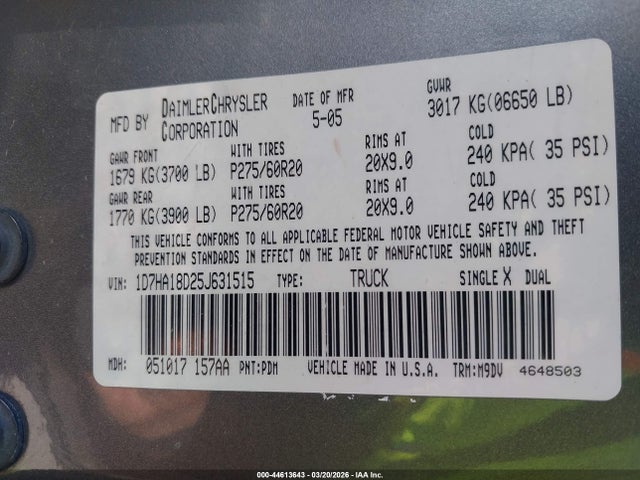 MFD BY DAIMLERCHRYSLER CORPORATION DATE OF MFR 5-05 GVWR 3017 KG(06650 LB)
GAWR FRONT WITH TIRES RIMS AT COLD
1679 KG(3700 LB) P275/60R20 20X9.0 240 KPA( 35 PSI)
GAWR REAR WITH TIRES RIMS AT COLD
1770 KG(3900 LB) P275/60R20 20X9.0 240 KPA( 35 PSI)
THIS VEHICLE CONFORMS TO ALL APPLICABLE FEDERAL MOTOR VEHICLE SAFETY AND THEFT
PREVENTION STANDARDS IN EFFECT ON THE DATE OF MANUFACTURE SHOWN ABOVE.
VIN: 1D7HA18D25J631515 TYPE: TRUCK SINGLE X DUAL
MDH: 051017 157AA PNT:PDM VEHICLE MADE IN U.S.A. TRM:M9DV 4648503
000-44613643 - 03/20/2026 - IAA Inc.